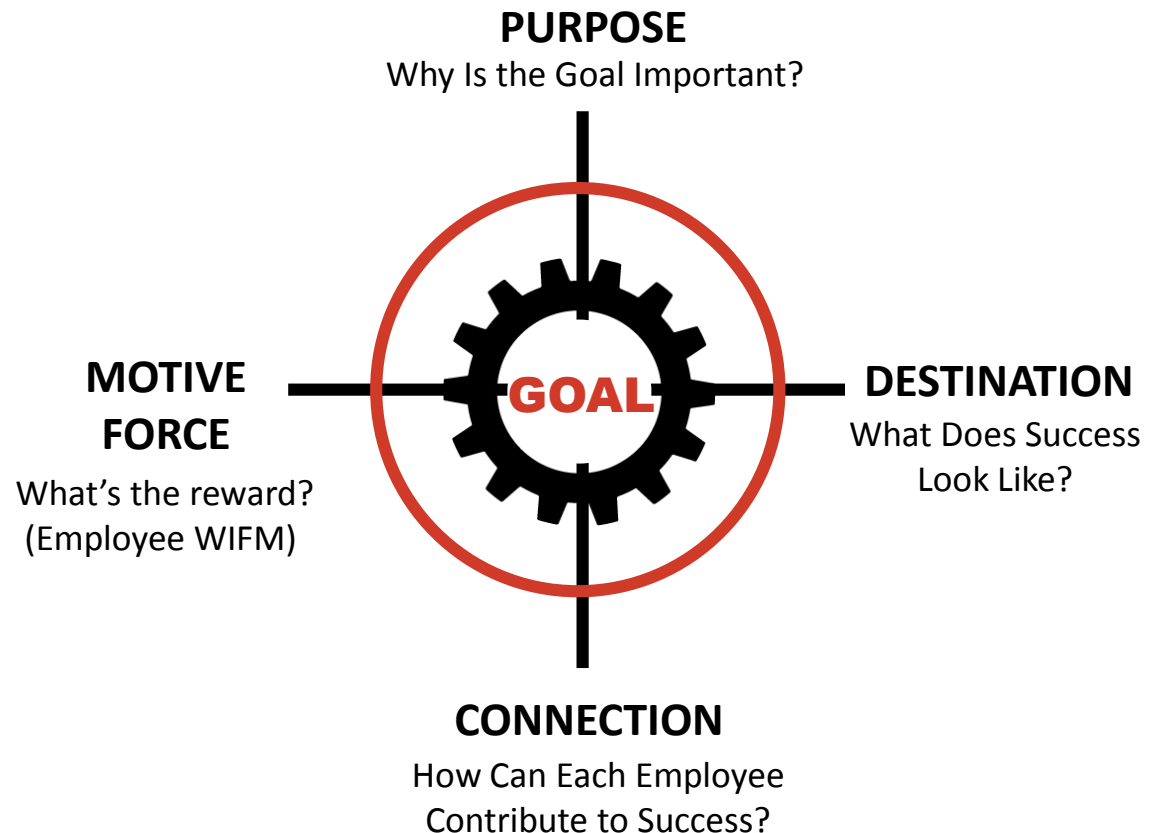 PURPOSE
Why Is the Goal Important?
MOTIVE
FORCE
What's the reward?
(Employee WIFM)
GOAL
DESTINATION
What Does Success
Look Like?
CONNECTION
How Can Each Employee
Contribute to Success?